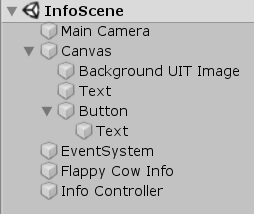 InfoScene
Main Camera
Canvas
Background UIT Image
Text
Button
Text
EventSystem
Flappy Cow Info
Info Controller